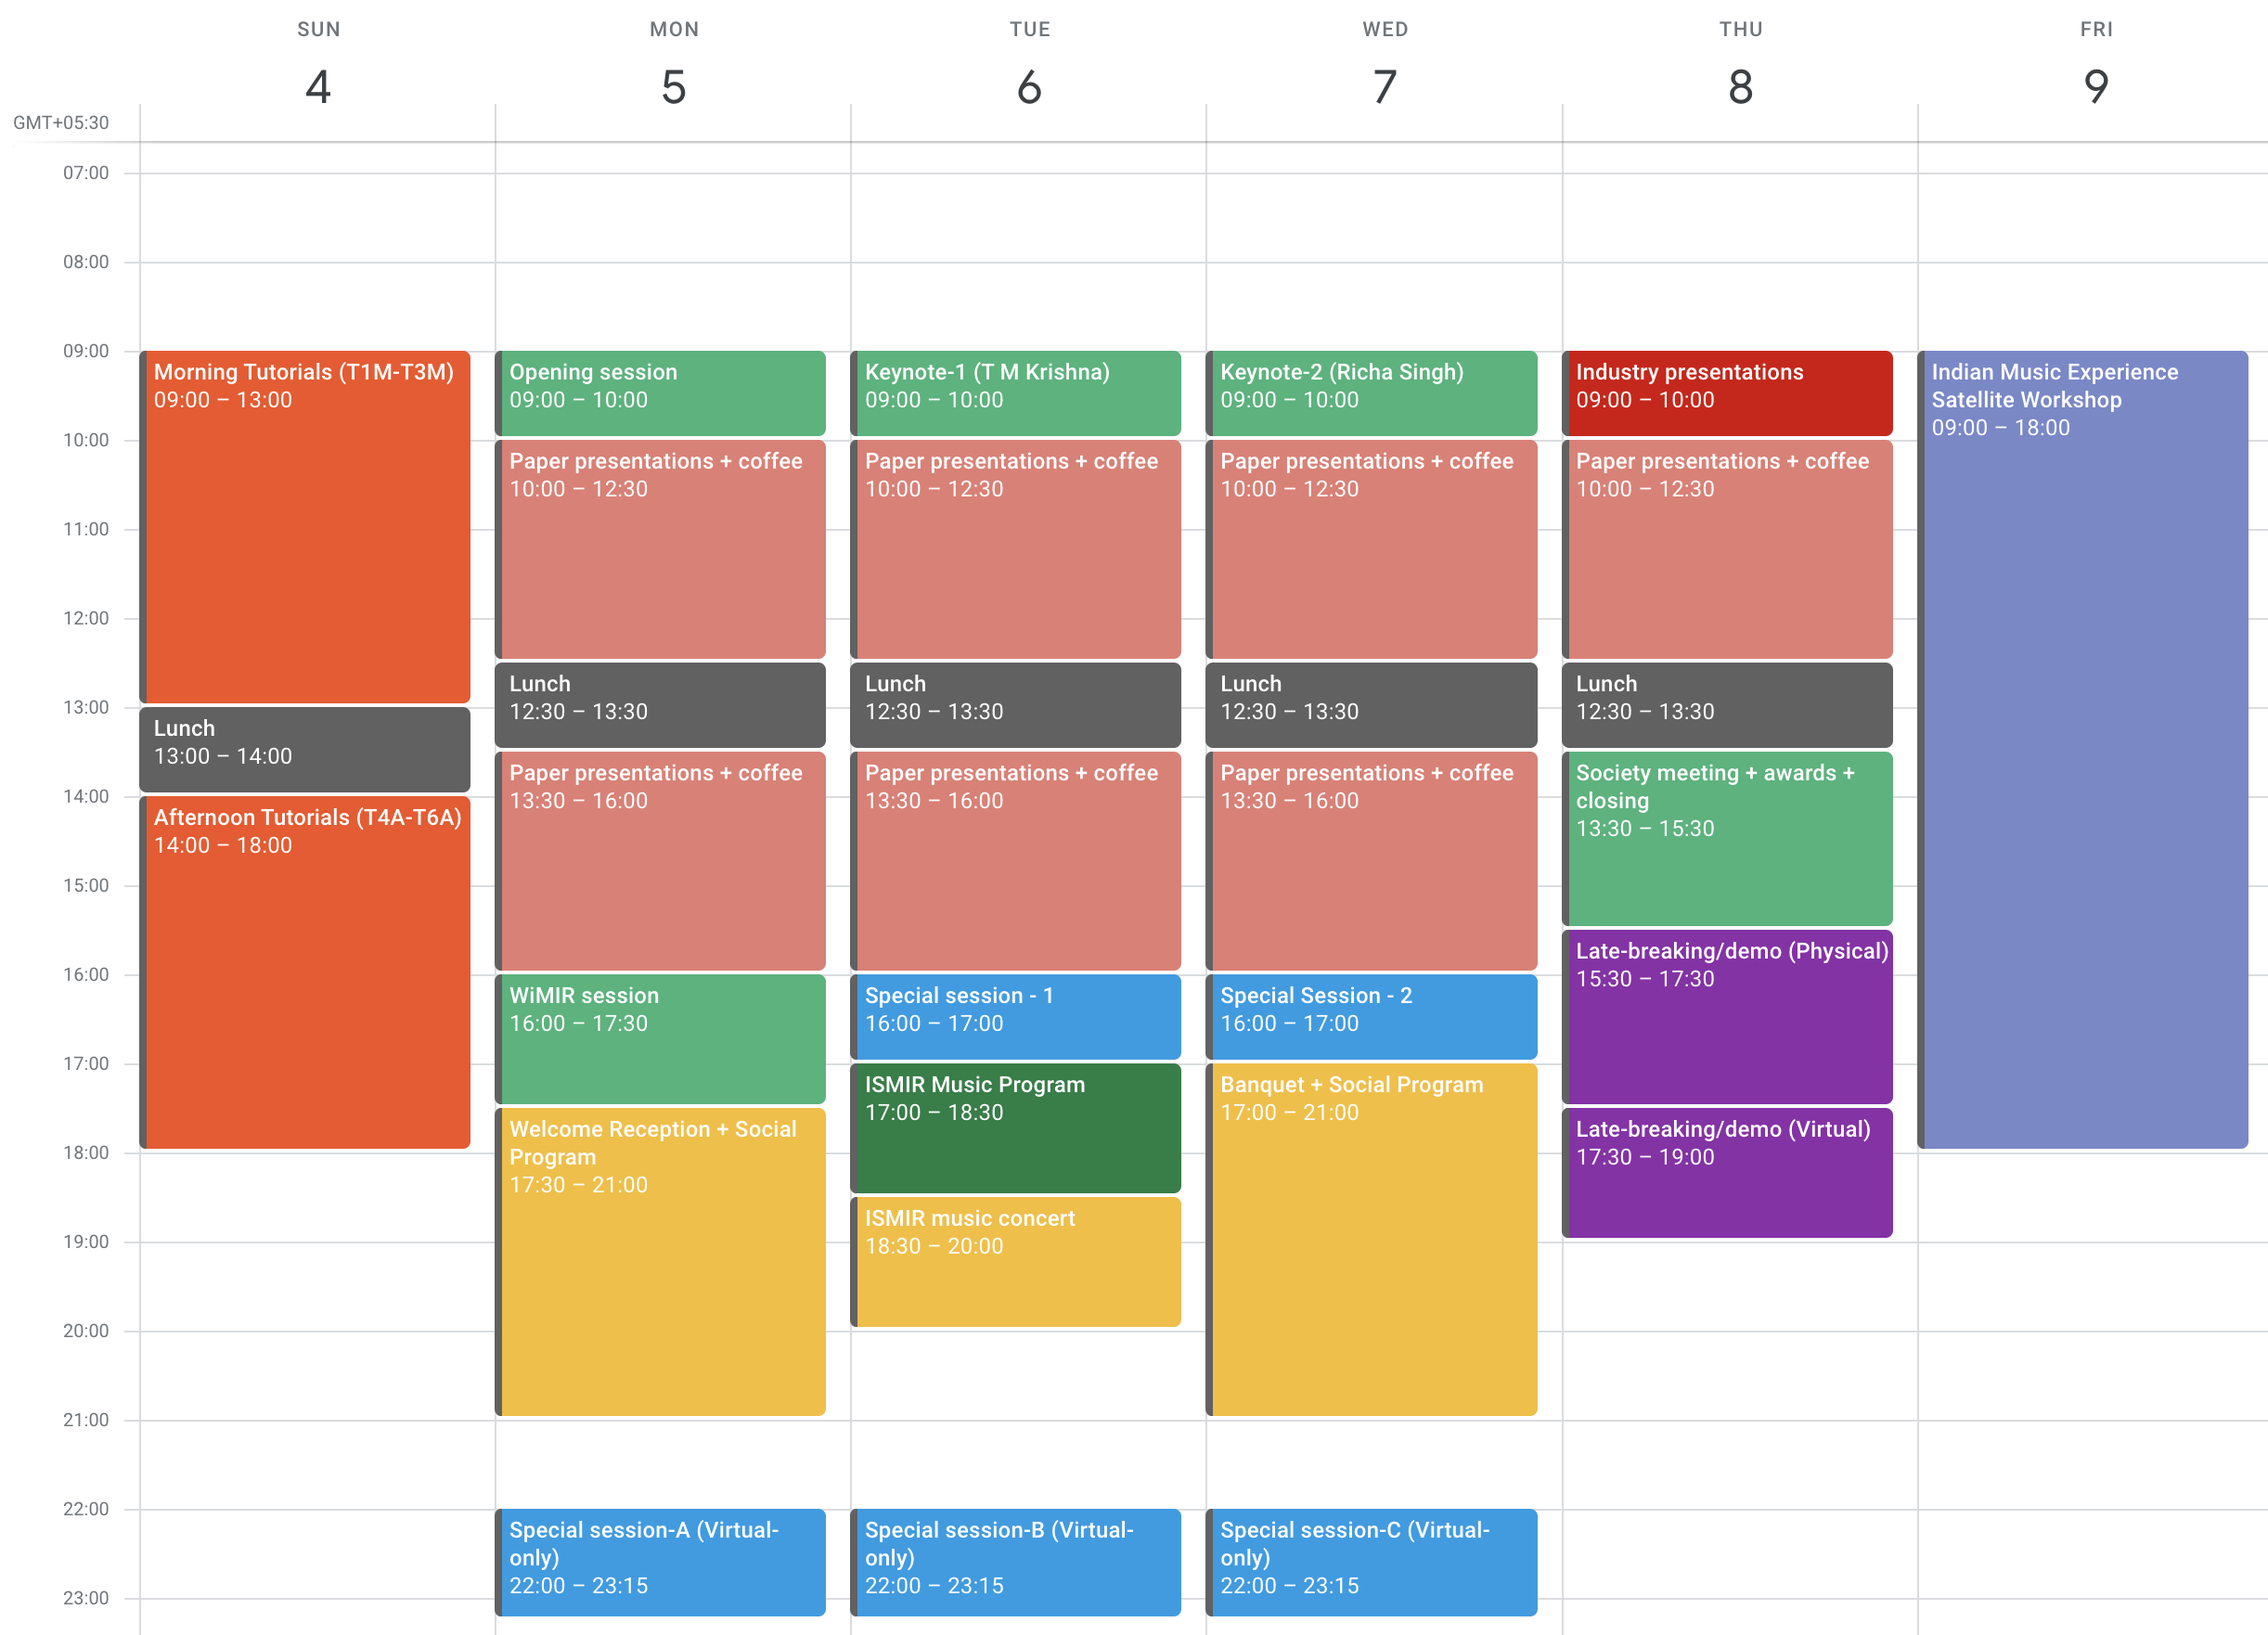 SUN
MON
TUE
WED
THU
FRI
4
5
6
7
8
9
GMT+05:30
07:00
08:00
09:00
10:00
11:00
12:00
13:00
14:00
15:00
16:00
17:00
18:00
19:00
20:00
21:00
22:00
23:00
Morning Tutorials (T1M-T3M)
09:00 – 13:00
Lunch
13:00 – 14:00
Afternoon Tutorials (T4A-T6A)
14:00 – 18:00
Opening session
09:00 – 10:00
Paper presentations + coffee
10:00 – 12:30
Lunch
12:30 – 13:30
Paper presentations + coffee
13:30 – 16:00
WiMIR session
16:00 – 17:30
Welcome Reception + Social
Program
17:30 – 21:00
Special session-A (Virtual-
only)
22:00 – 23:15
Keynote-1 (T M Krishna)
09:00 – 10:00
Paper presentations + coffee
10:00 – 12:30
Lunch
12:30 – 13:30
Paper presentations + coffee
13:30 – 16:00
Special session - 1
16:00 – 17:00
ISMIR Music Program
17:00 – 18:30
ISMIR music concert
18:30 – 20:00
Special session-B (Virtual-
only)
22:00 – 23:15
Keynote-2 (Richa Singh)
09:00 – 10:00
Paper presentations + coffee
10:00 – 12:30
Lunch
12:30 – 13:30
Paper presentations + coffee
13:30 – 16:00
Special Session - 2
16:00 – 17:00
Banquet + Social Program
17:00 – 21:00
Special session-C (Virtual-
only)
22:00 – 23:15
Industry presentations
09:00 – 10:00
Paper presentations + coffee
10:00 – 12:30
Lunch
12:30 – 13:30
Society meeting + awards +
closing
13:30 – 15:30
Late-breaking/demo (Physical)
15:30 – 17:30
Late-breaking/demo (Virtual)
17:30 – 19:00
Indian Music Experience
Satellite Workshop
09:00 – 18:00